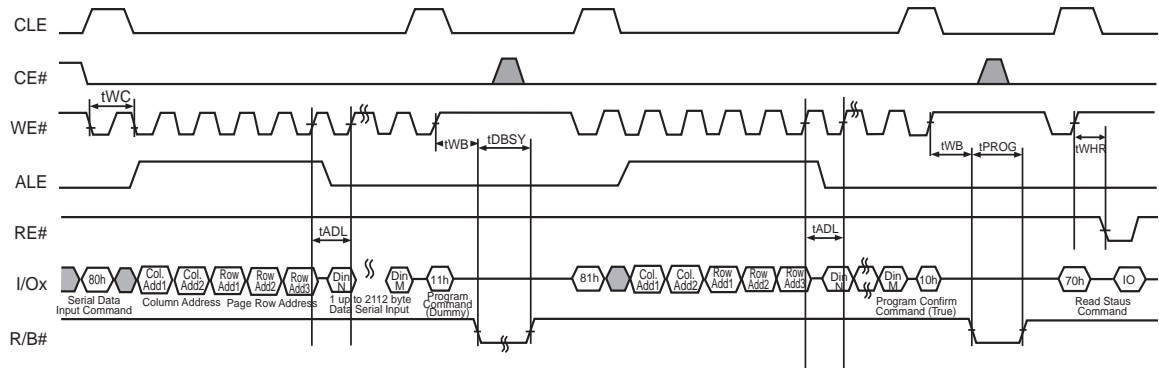 CLE
CE#
tWC
WE#
tWB
tDBSY
tWB
tPROG
tWHR
ALE
RE#
tADL
tADL
I/Ox
80h
Col. Add1
Col. Add2
Row Add1
Row Add2
Row Add3
Din N
Din M
11h
81h
Col. Add1
Col. Add2
Row Add1
Row Add2
Row Add3
Din N
Din M
10h
70h
IO
Serial Data
Input Command
Column Address
Page Row Address
1 up to 2112 byte
Data Serial Input
Program
Command
(Dummy)
Program Confirm
Command (True)
Read Staus
Command
R/B#